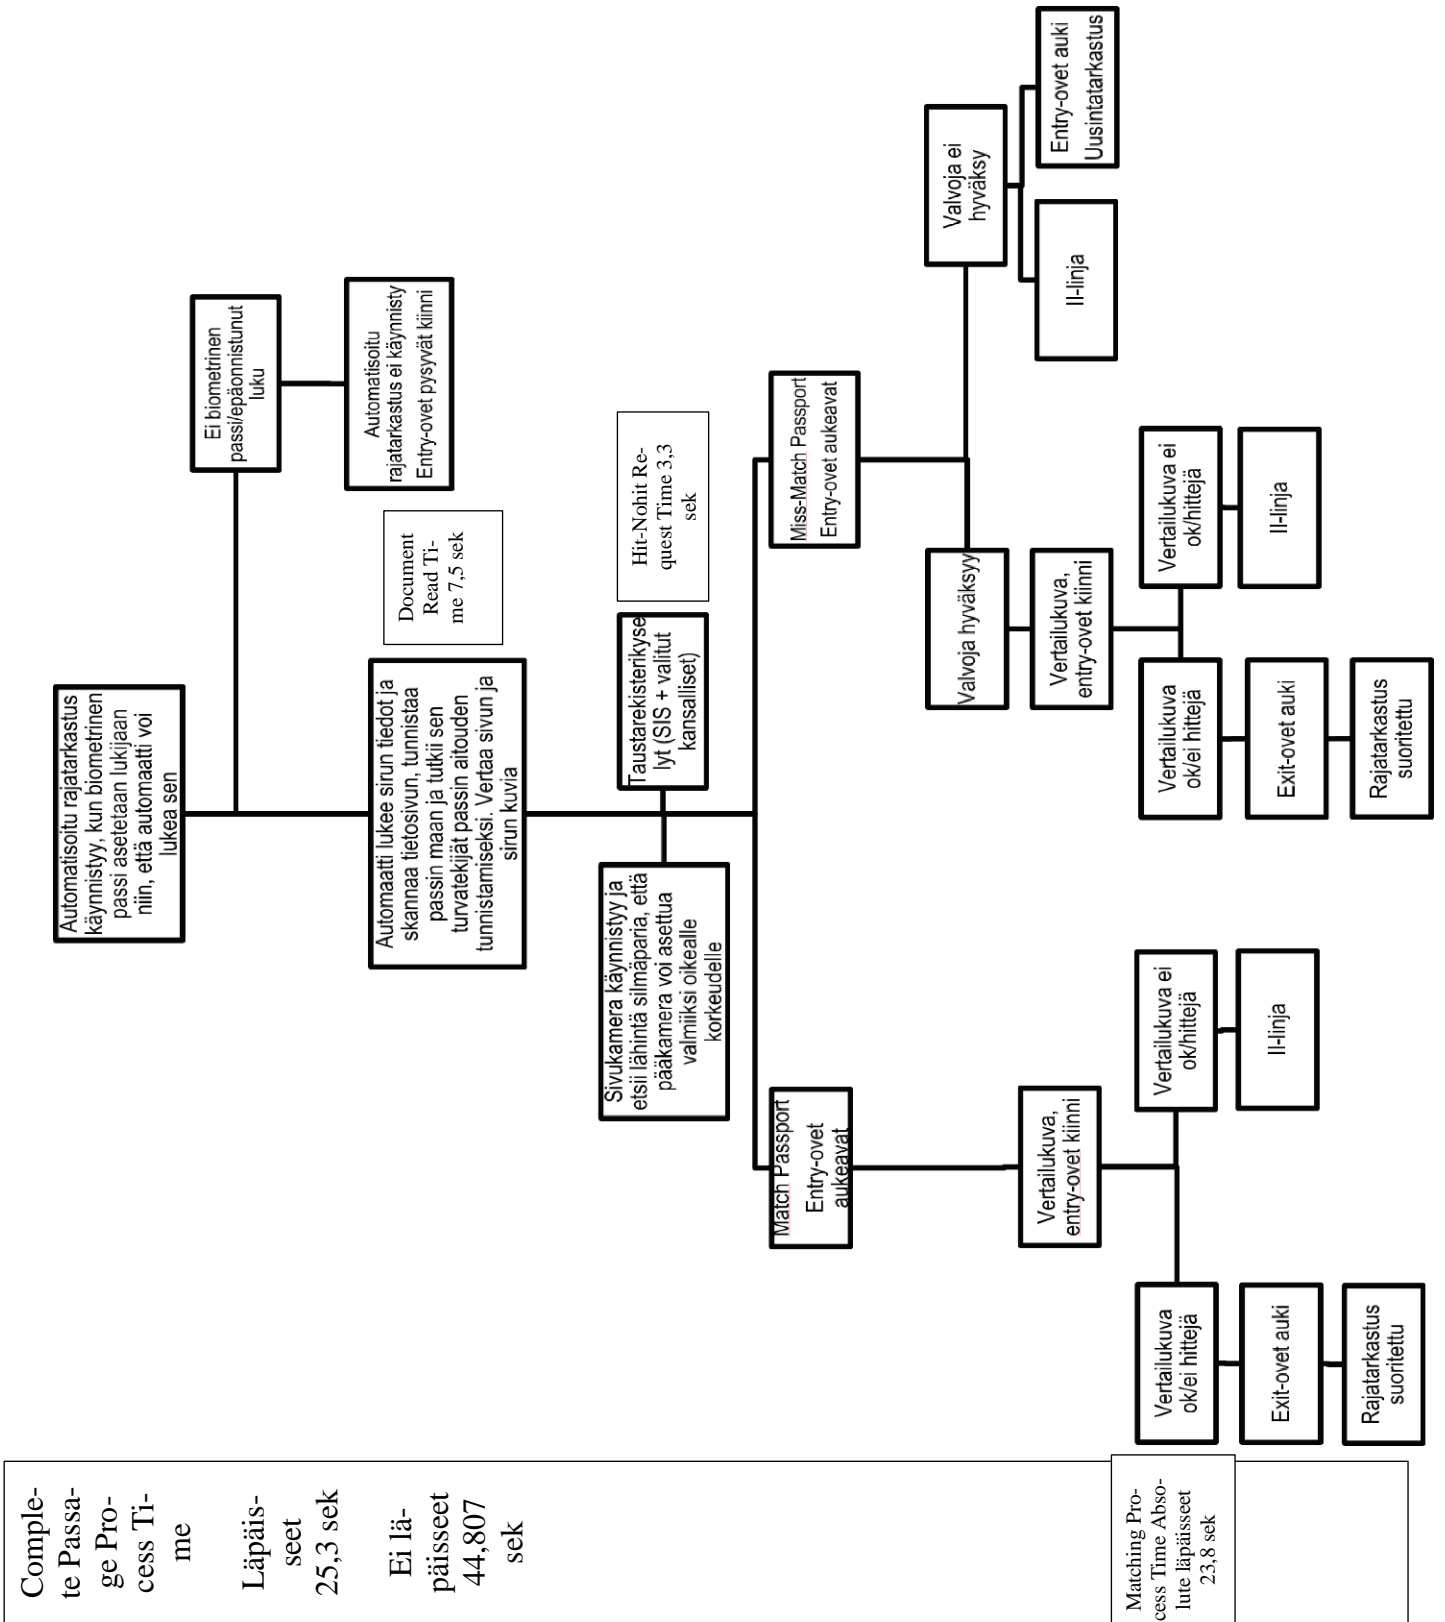 Comple-
te Passa-
ge Pro-
cess Ti-
me
Läpäis-
seet
25,3 sek
Ei lä-
päisseet
44,807
sek
Automatisoitu rajatarkastus
käynnistyy, kun biometrinen
passi asetetaan lukijaan
niin, että automaatti voi
lukea sen
Ei biometrinen
passi/epäonnistunut
luku
Automatisoitu
rajatarkastus ei käynnisty
Entry-ovet pysyvät kiinni
Automaatti lukee sirun tiedot ja
skannaa tietosivun, tunnistaa
passin maan ja tutkii sen
turvatekijät passin aitouden
tunnistamiseksi. Vertaa sivun ja
sirun kuvia
Document
Read Ti-
me 7,5 sek
Sivukamera käynnistyy ja
etsii lähintä silmäparia, että
pääkamera voi asettua
valmiiksi oikealle
korkeudelle
Taustarekisterikyse
lyt (SIS + valitut
kansalliset)
Hit-Nohit Re-
quest Time 3,3
sek
Match Passport
Entry-ovet
aukeavat
Miss-Match Passport
Entry-ovet aukeavat
Valvoja hyväksyy
Valvoja ei
hyväksy
Vertailukuva,
entry-ovet kiinni
Vertailukuva,
entry-ovet kiinni
II-linja
Entry-ovet auki
Uusintatarkastus
Matching Pro-
cess Time Abso-
lute läpäisseet
23,8 sek
Vertailukuva
ok/ei hittejä
Vertailukuva ei
ok/hittejä
Vertailukuva
ok/ei hittejä
Vertailukuva ei
ok/hittejä
Exit-ovet auki
II-linja
Exit-ovet auki
II-linja
Rajatarkastus
suoritettu
Rajatarkastus
suoritettu